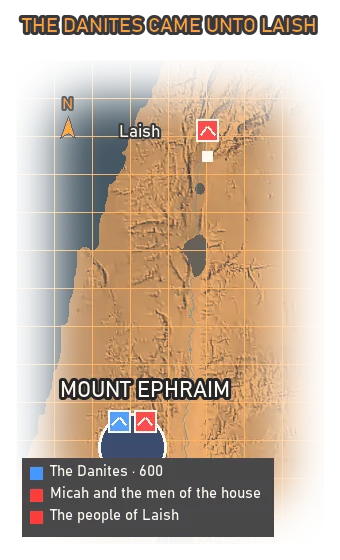 THE DANITES CAME UNTO LAISH
N
Laish
MOUNT EPHRAIM
The Danites · 600
Micah and the men of the house
The people of Laish